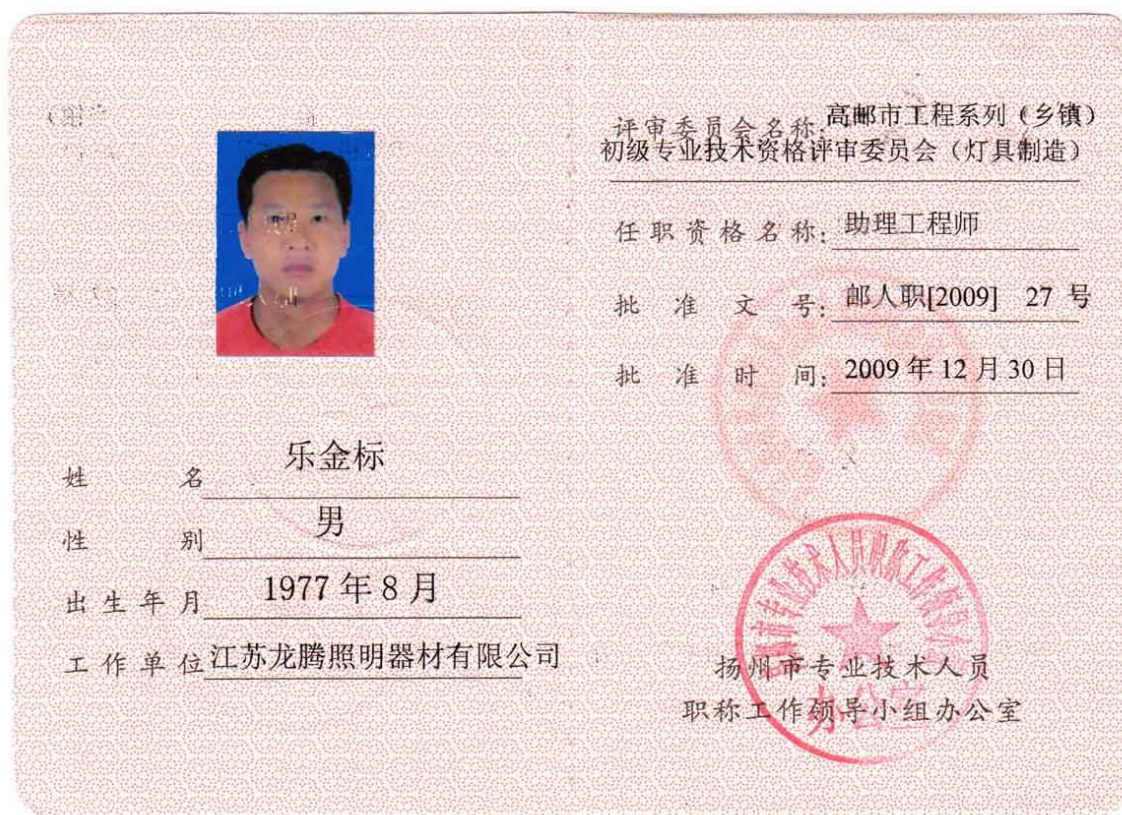 姓名 乐金标
性别 男
出生年月 1977年8月
工作单位 江苏龙腾照明器材有限公司
评审委员会名称: 高邮市工程系列（乡镇）
初级专业技术资格评审委员会（灯具制造）
任职资格名称: 助理工程师
批准文号: 邮人职[2009] 27 号
批准时间: 2009年12月30日
扬州市专业技术人员
职称工作领导小组办公室
办公室